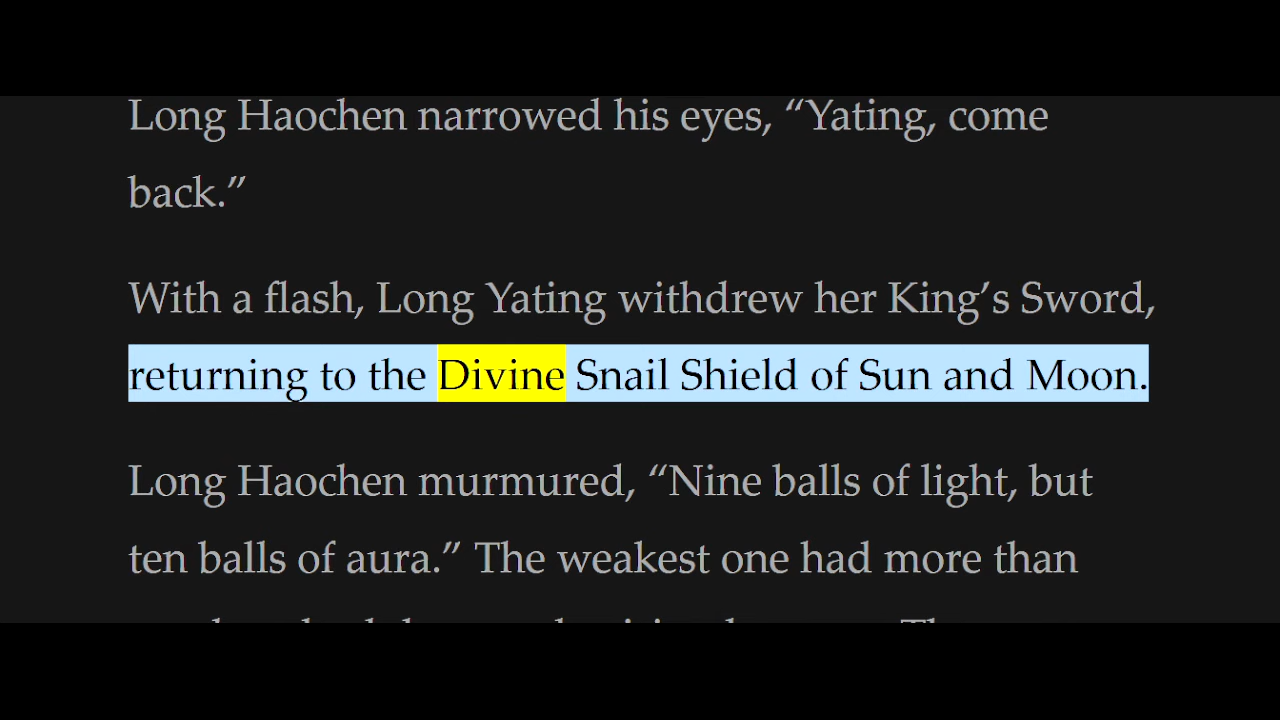 Long Haochen narrowed his eyes, “Yating, come
back.”
With a flash, Long Yating withdrew her King’s Sword,
returning to the Divine Snail Shield of Sun and Moon.
Long Haochen murmured, “Nine balls of light, but
ten balls of aura.” The weakest one had more than